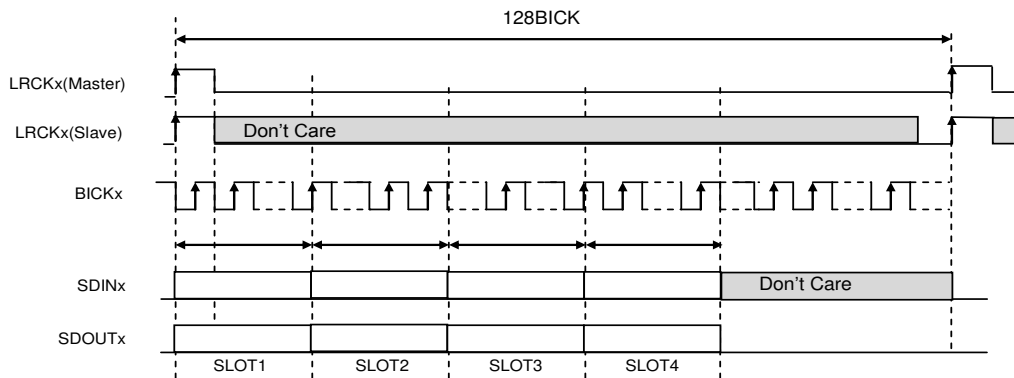 128BICK
LRCKx(Master)
LRCKx(Slave)
Don't Care
BICKx
SDINx
Don't Care
SDOUTx
SLOT1 SLOT2 SLOT3 SLOT4